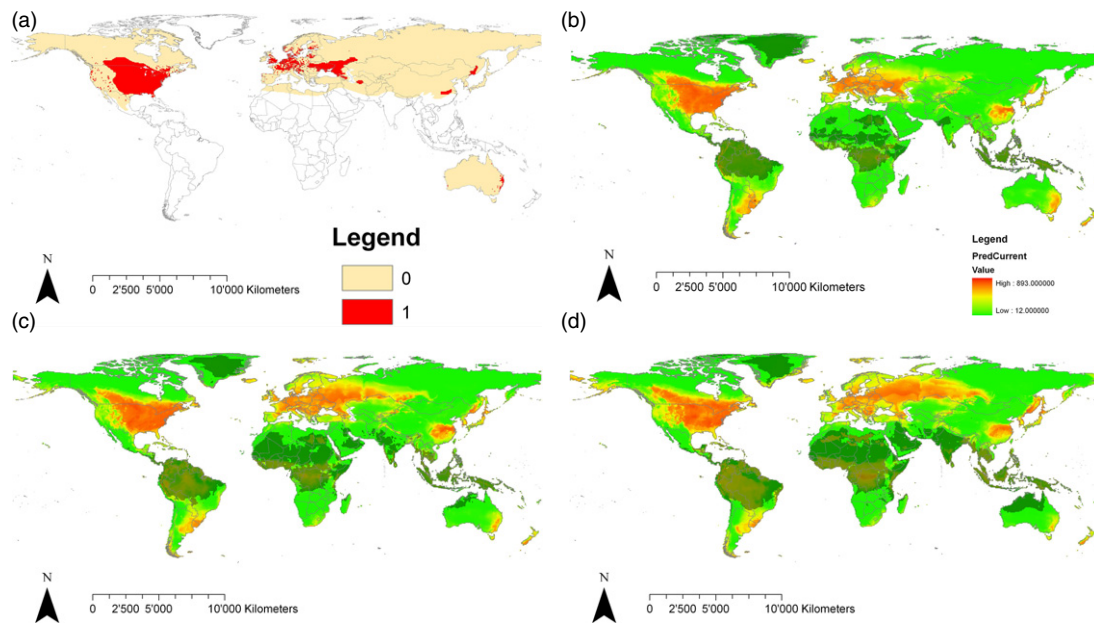 (a)
N
0 2'500 5'000 10'000 Kilometers
Legend
0
1
(b)
N
0 2'500 5'000 10'000 Kilometers
Legend
PredCurrent
Value
High : 893.000000
Low : 12.000000
(c)
N
0 2'500 5'000 10'000 Kilometers
(d)
N
0 2'500 5'000 10'000 Kilometers